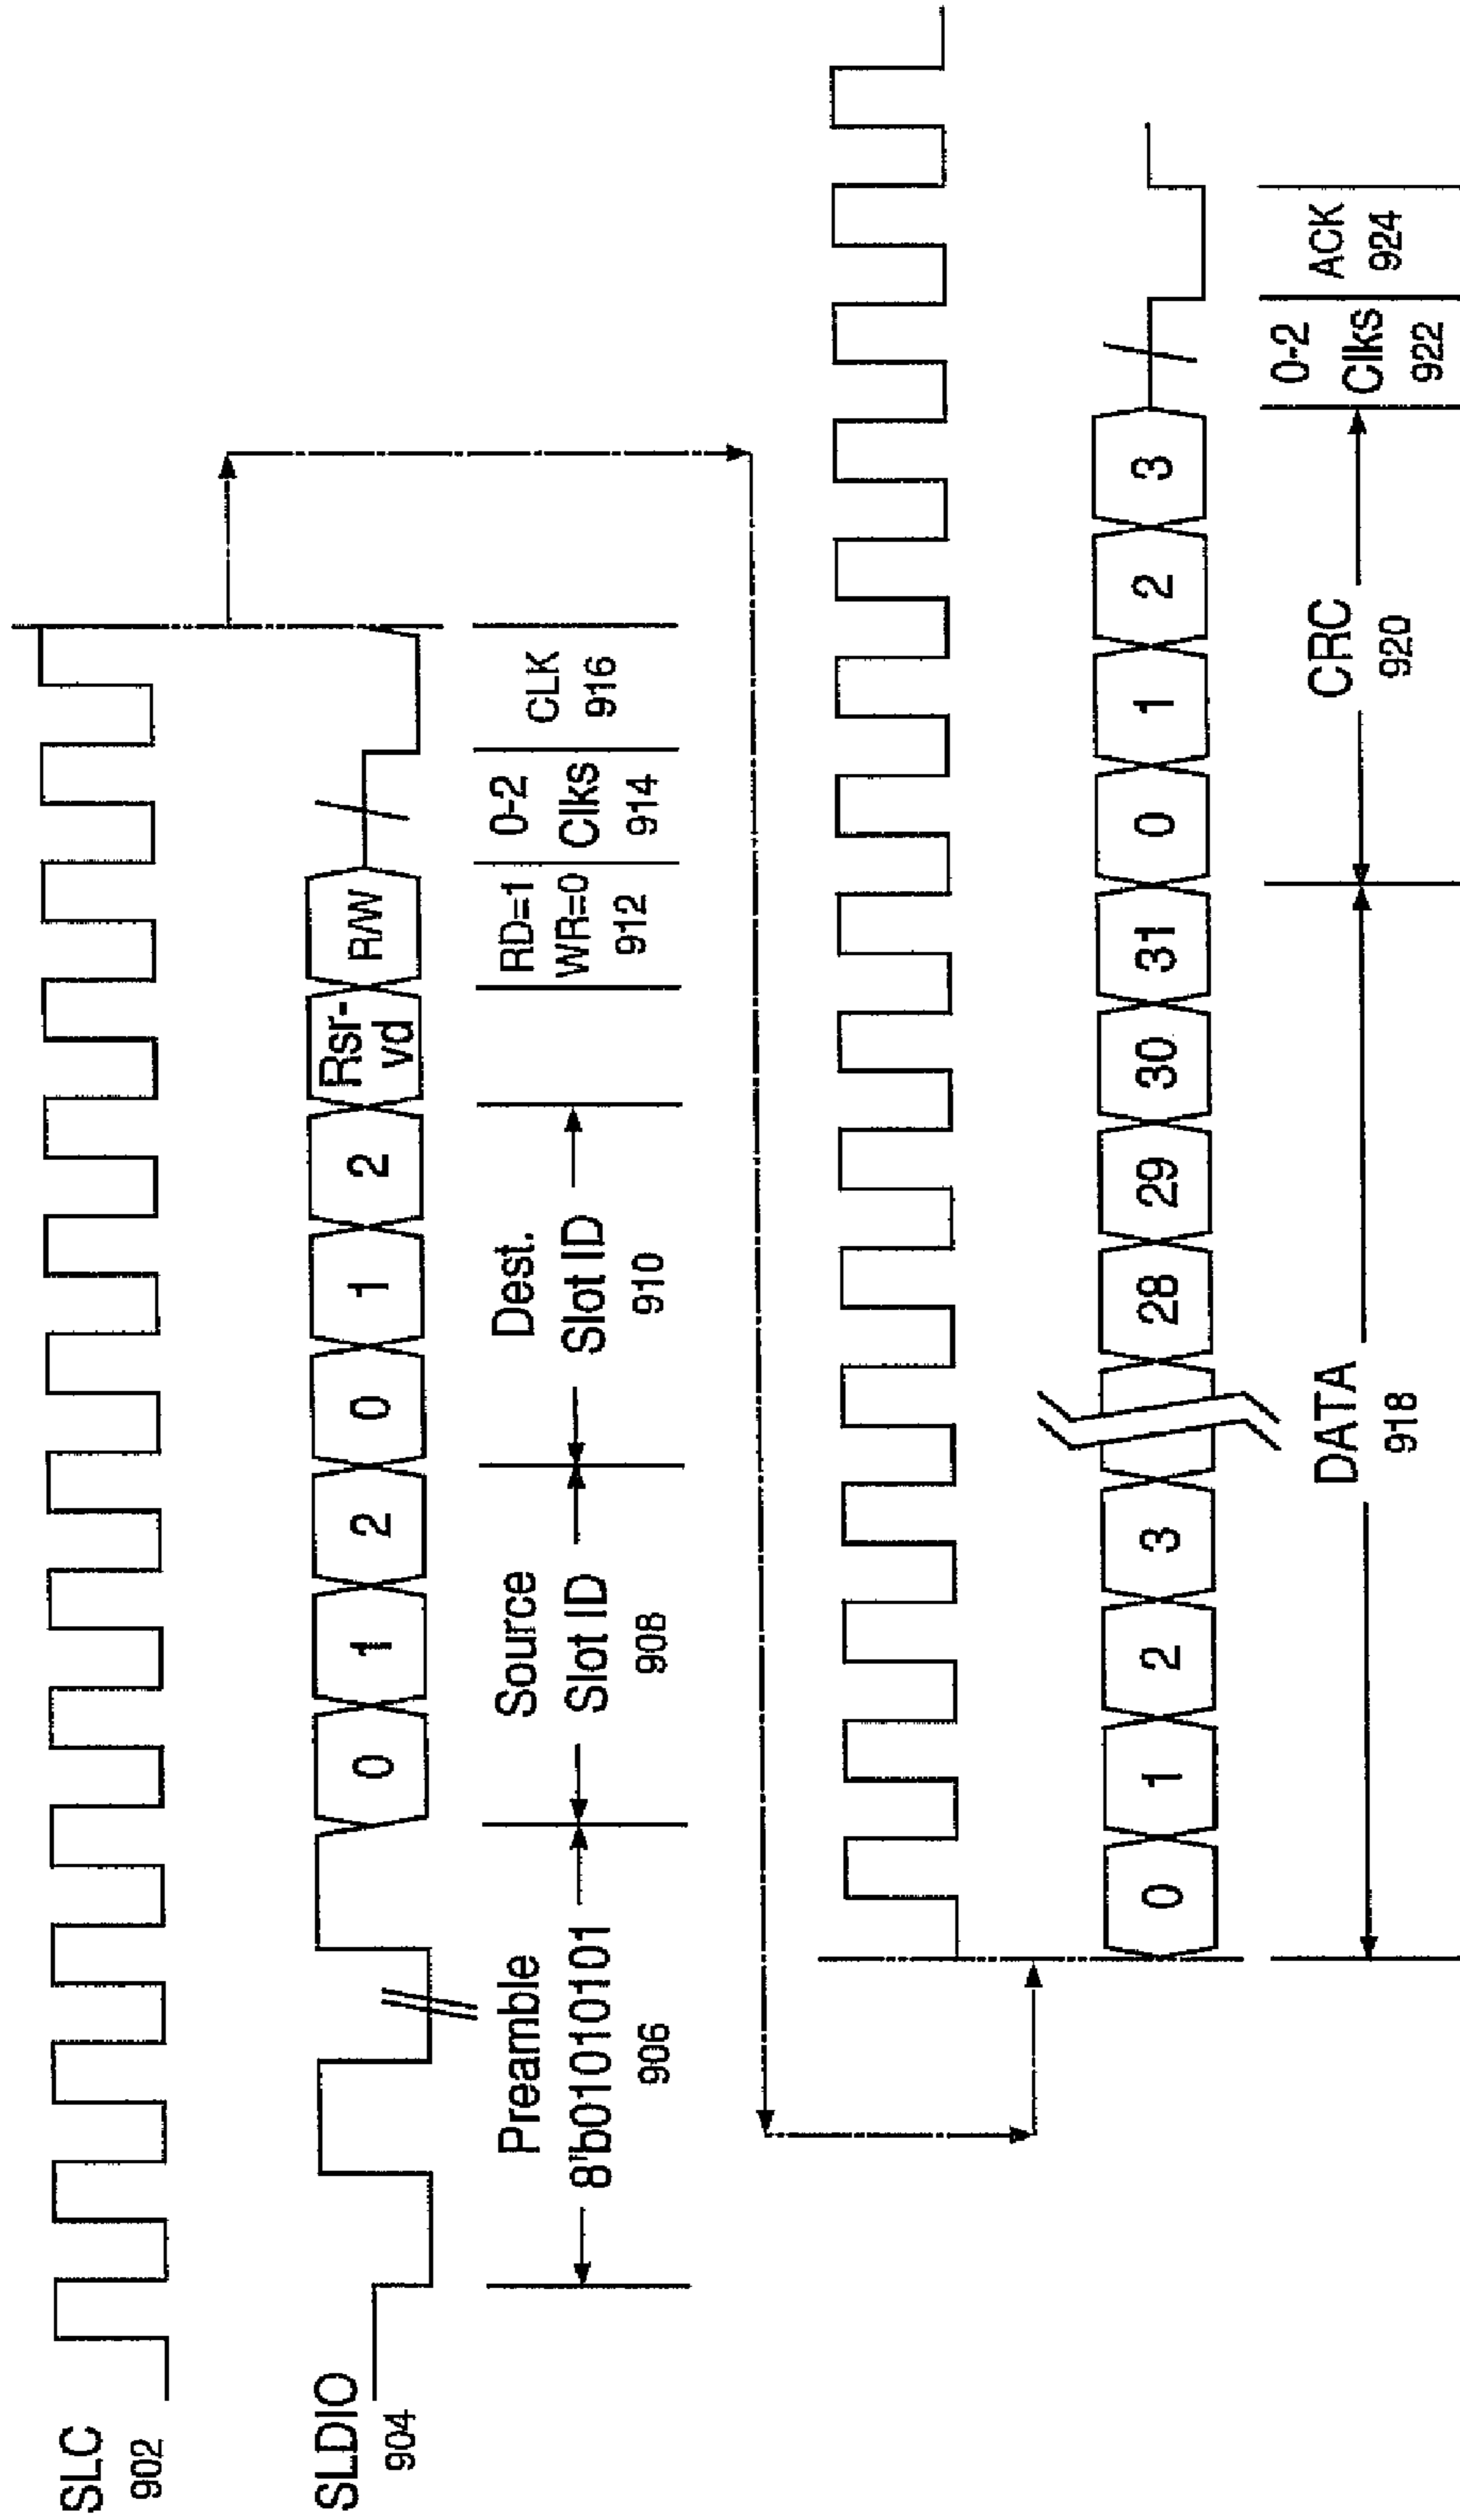 SLC
902
SLDIO
904
0
1
2
0
1
2
Rsr-
vd
R/W
Preamble
8'b01010101
906
Source
Slot ID
908
Dest.
Slot ID
910
RD=1
WR=0
912
0-2
Clks
914
CLK
916
0
1
2
3
28
29
30
31
0
1
2
3
DATA
918
CRC
920
0-2
Clks
922
ACK
924